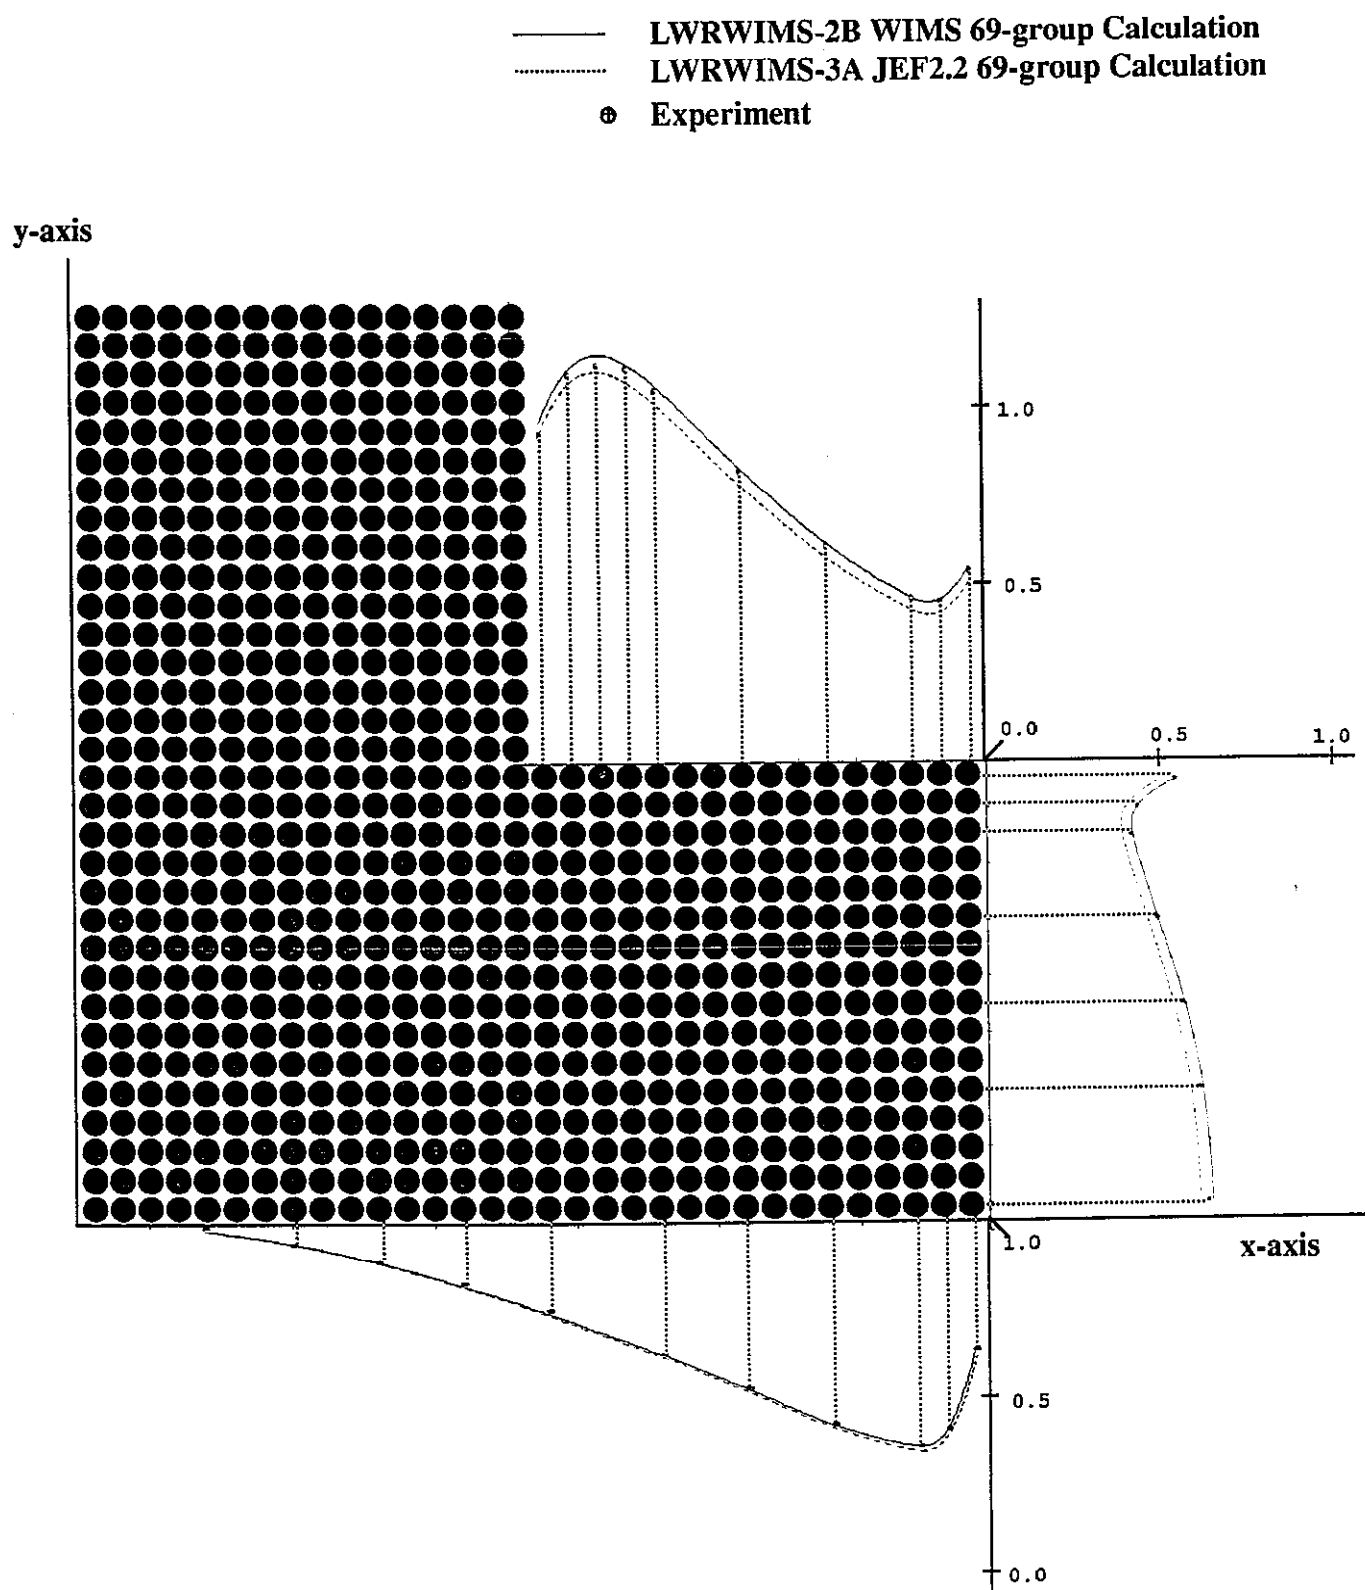 LWRWIMS-2B WIMS 69-group Calculation
LWRWIMS-3A JEF2.2 69-group Calculation
Experiment
y-axis
1.0
0.5
0.0
0.5
1.0
1.0
x-axis
0.5
0.0